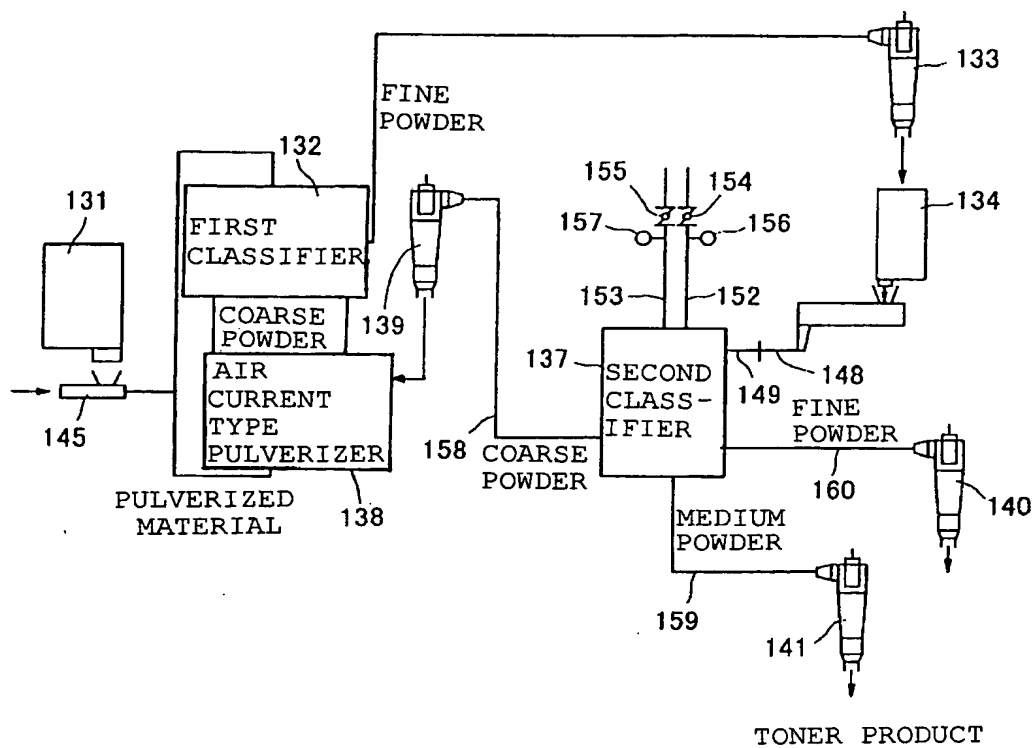 133
FINE
POWDER
132
131
155
154
134
157
156
FIRST
CLASSIFIER
139
153
152
COARSE
POWDER
137
SECOND
CLASS-
IFIER
149
148
AIR
CURRENT
TYPE
PULVERIZER
145
FINE
POWDER
158
COARSE
POWDER
160
140
PULVERIZED
MATERIAL
138
MEDIUM
POWDER
159
141
TONER PRODUCT